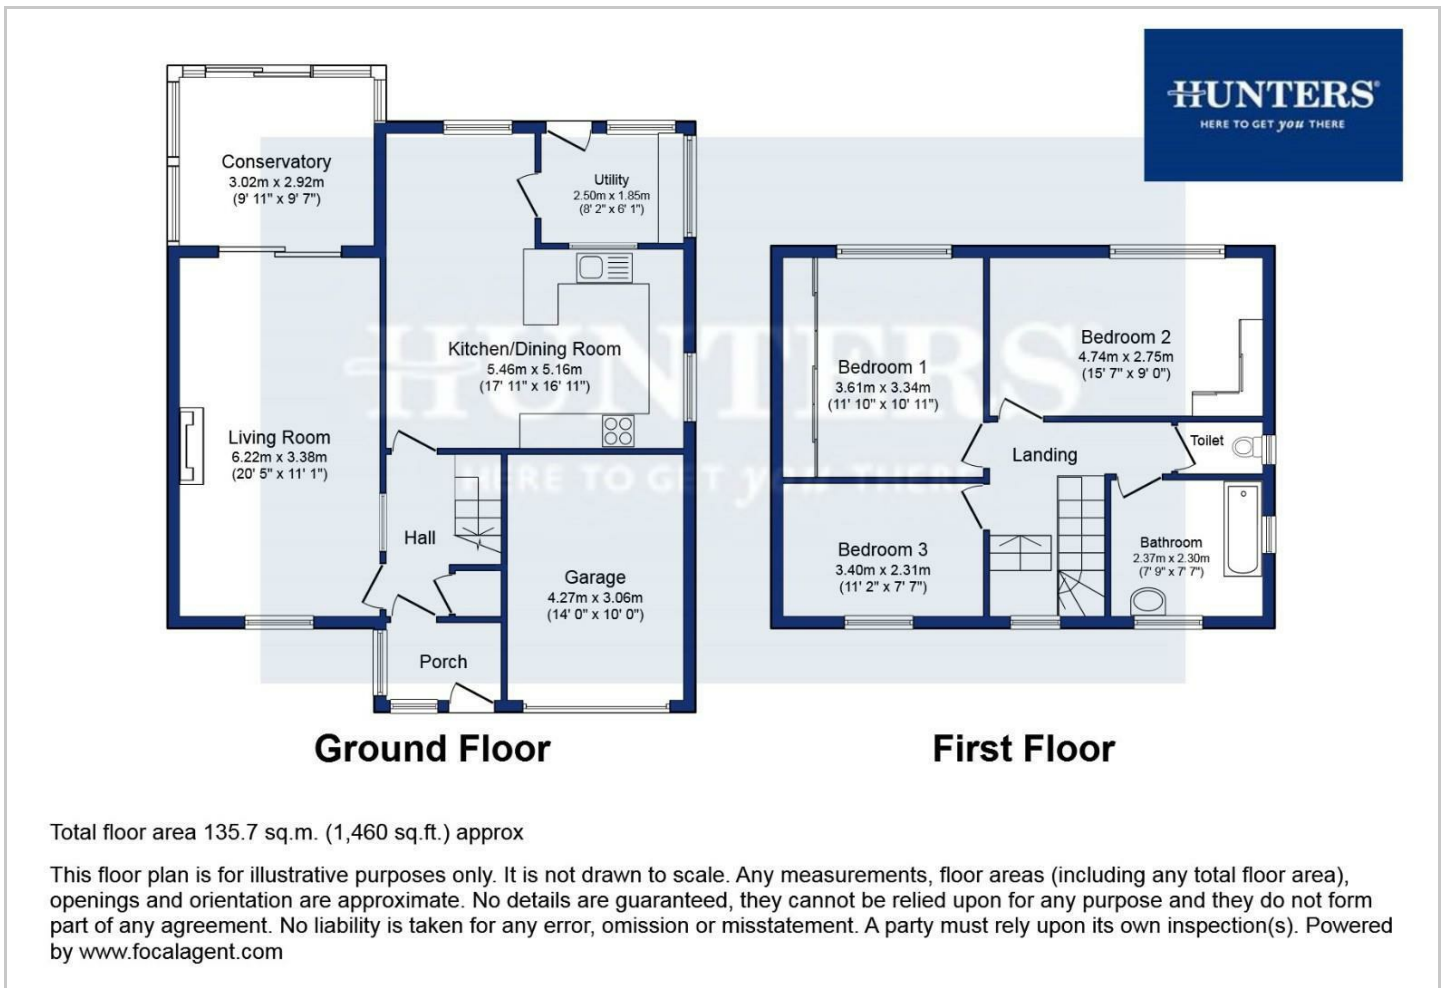 HUNTERS®
HERE TO GET you THERE
Conservatory
3.02m x 2.92m
(9' 11" x 9' 7")
Utility
2.50m x 1.85m
(8' 2" x 6' 1")
Kitchen/Dining Room
5.46m x 5.16m
(17' 11" x 16' 11")
Living Room
6.22m x 3.38m
(20' 5" x 11' 1")
Hall
Garage
4.27m x 3.06m
(14' 0" x 10' 0")
Porch
Ground Floor
Bedroom 1
3.61m x 3.34m
(11' 10" x 10' 11")
Bedroom 2
4.74m x 2.75m
(15' 7" x 9' 0")
Landing
Toilet
Bedroom 3
3.40m x 2.31m
(11' 2" x 7' 7")
Bathroom
2.37m x 2.30m
(7' 9" x 7' 7")
First Floor
HUNTERS
HERE TO GET you THERE
Total floor area 135.7 sq.m. (1,460 sq.ft.) approx
This floor plan is for illustrative purposes only. It is not drawn to scale. Any measurements, floor areas (including any total floor area),
openings and orientation are approximate. No details are guaranteed, they cannot be relied upon for any purpose and they do not form
part of any agreement. No liability is taken for any error, omission or misstatement. A party must rely upon its own inspection(s). Powered
by www.focalagent.com